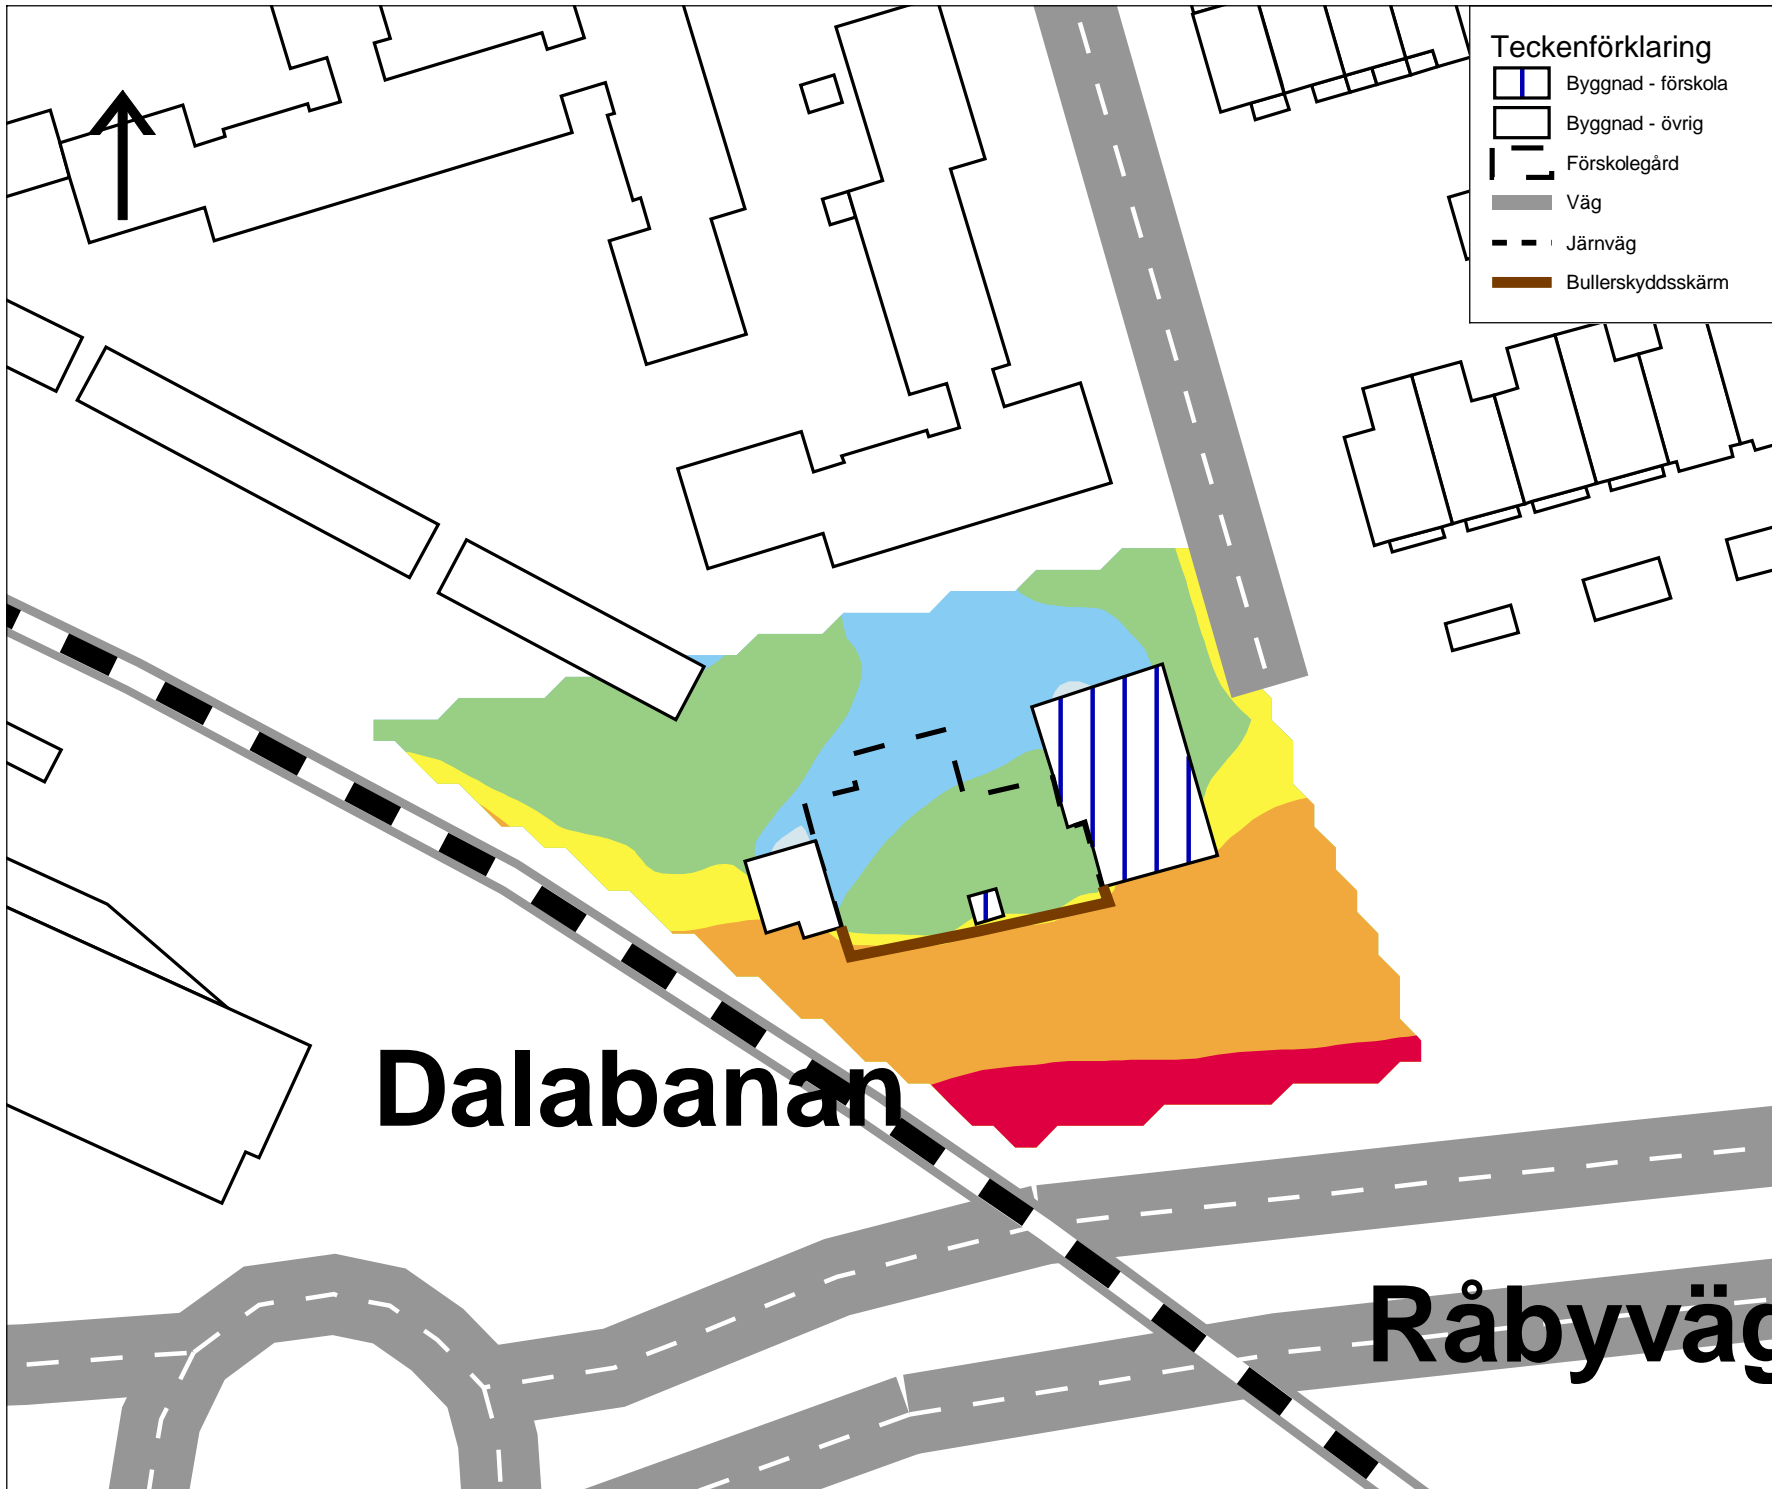 Teckenförklaring
Byggnad - förskola
Byggnad - övrig
Förskolegård
Väg
Järnväg
Bullerskyddsskärm
Dalabanan
Råbyväg